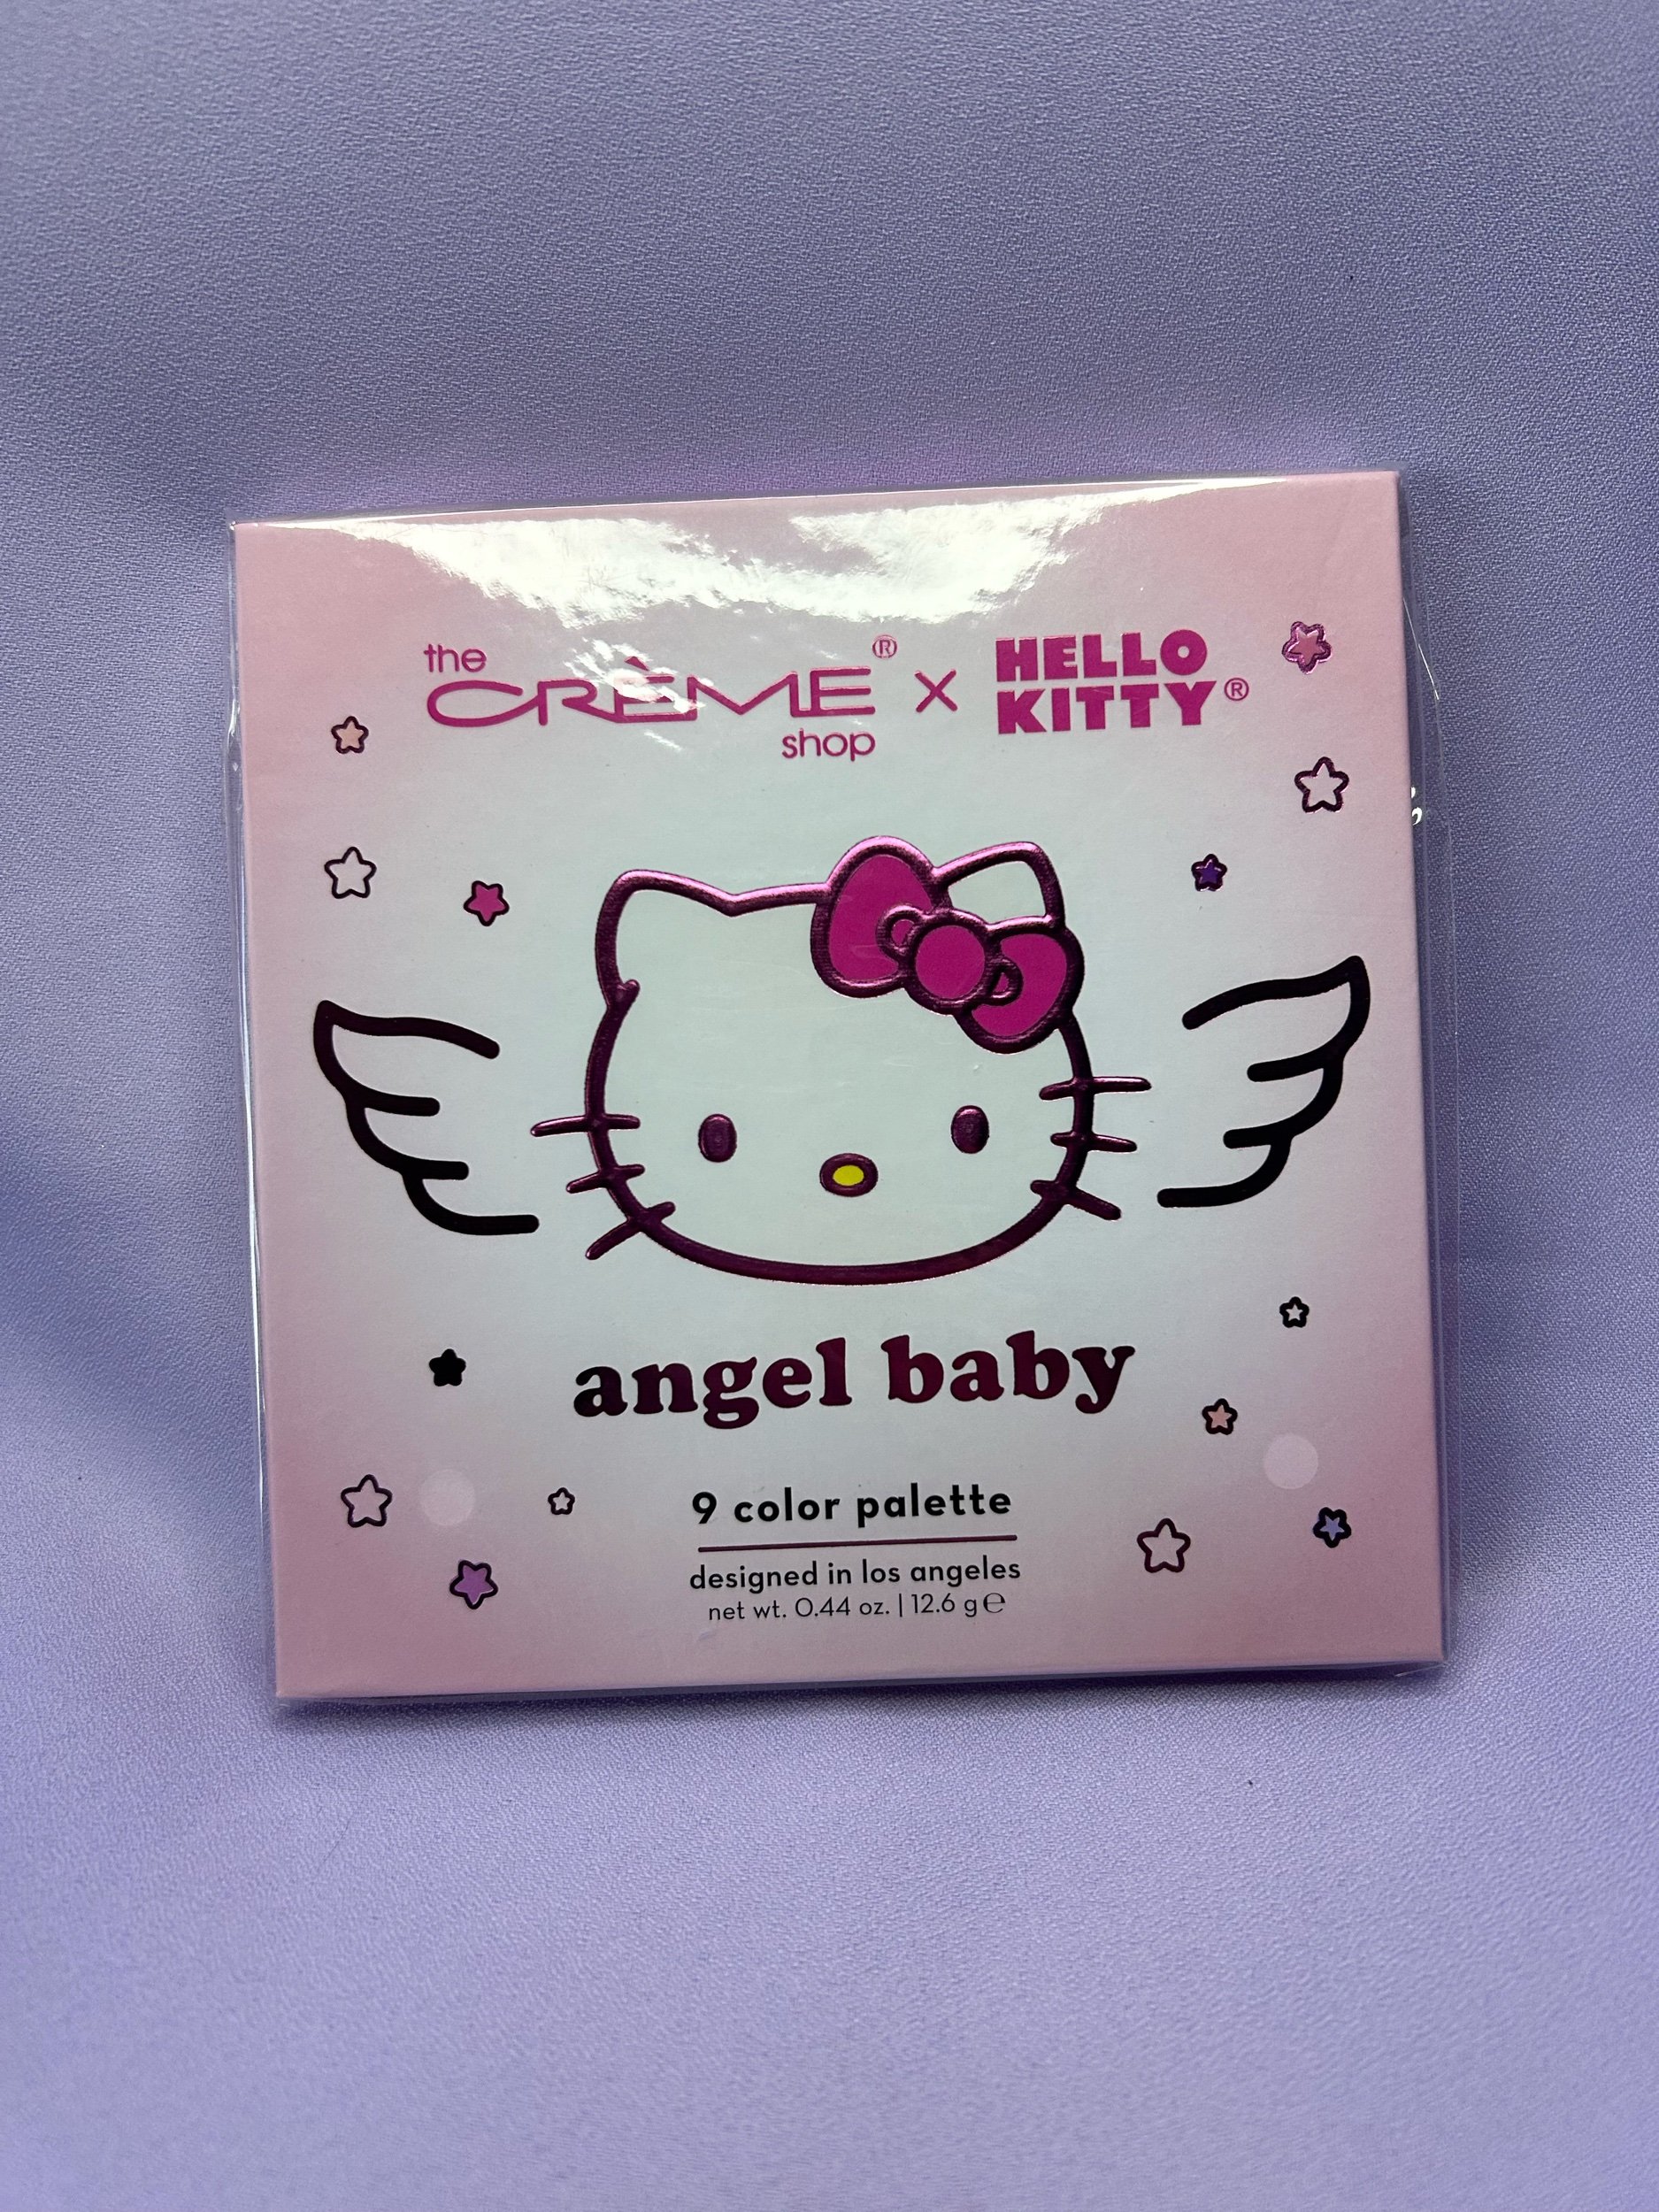 the
CRÈME® x HELLO
shop KITTY®
angel baby
9 color palette
designed in los angeles
net wt. 0.44 oz. | 12.6 g ℮